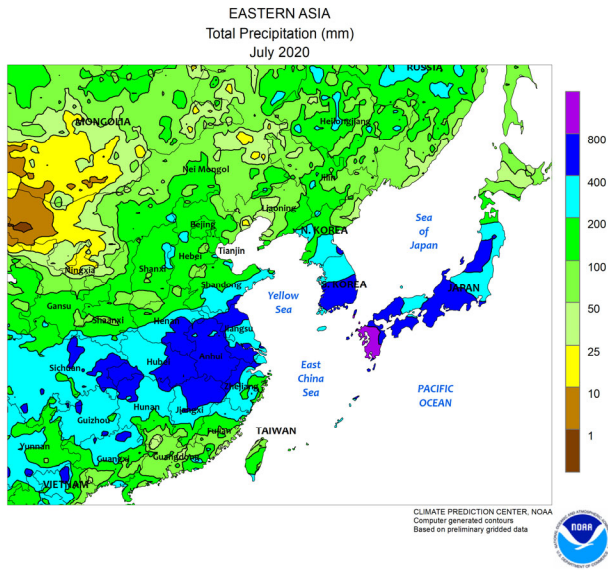 EASTERN ASIA
Total Precipitation (mm)
July 2020
RUSSIA
MONGOLIA
Heilongjiang
Nei Mongol
Jilin
Liaoning
Beijing
N. KOREA
Sea
of
Japan
Tianjin
Hebei
Ningxia
Shanxi
Shandong
S. KOREA
JAPAN
Yellow
Sea
Gansu
Shaanxi
Henan
Jiangsu
Sichuan
Hubei
Anhui
East
China
Sea
PACIFIC
OCEAN
Zhejiang
Hunan
Jiangxi
Guizhou
Fujian
TAIWAN
Yunnan
Guangxi
Guangdong
VIETNAM
800
400
200
100
50
25
10
1
CLIMATE PREDICTION CENTER, NOAA
Computer generated contours
Based on preliminary gridded data
NOAA